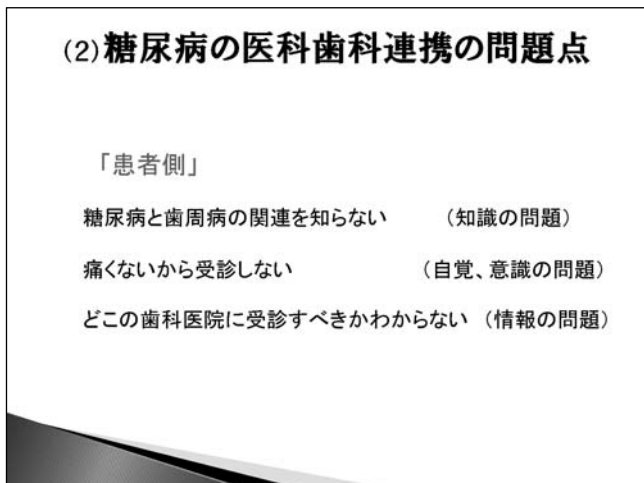 (2)糖尿病の医科歯科連携の問題点
「患者側」
糖尿病と歯周病の関連を知らない （知識の問題）
痛くないから受診しない （自覚、意識の問題）
どこの歯科医院に受診すべきかわからない （情報の問題）